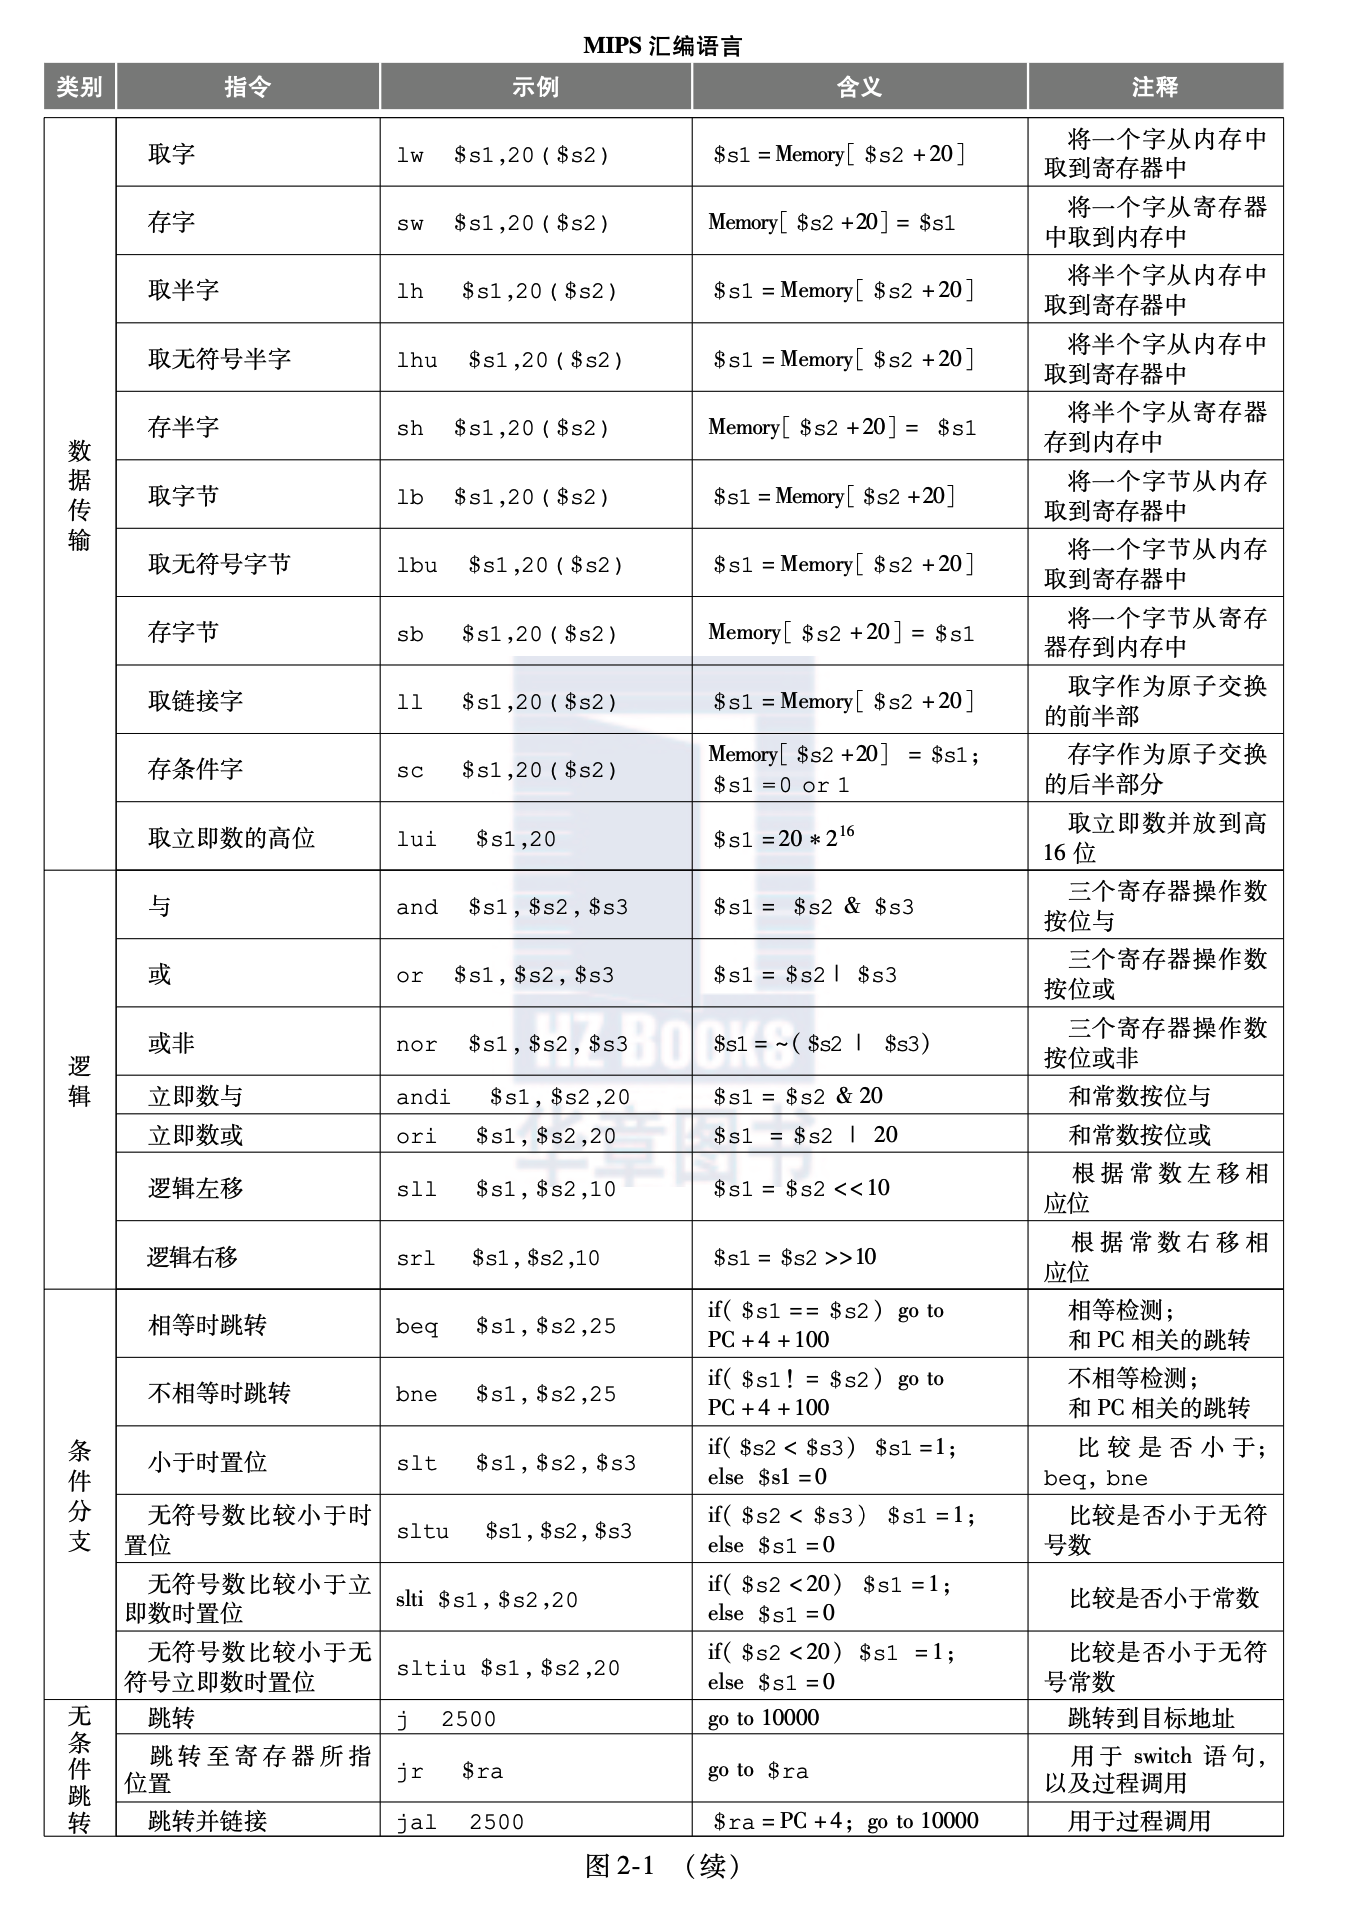 MIPS 汇编语言
类别 指令 示例 含义 注释
数据传输
取字 lw $s1,20($s2) $s1=Memory[$s2+20] 将一个字从内存中
取到寄存器中
存字 sw $s1,20($s2) Memory[$s2+20]=$s1 将一个字从寄存器
中取到内存中
取半字 lh $s1,20($s2) $s1=Memory[$s2+20] 将半个字从内存中
取到寄存器中
取无符号半字 lhu $s1,20($s2) $s1=Memory[$s2+20] 将半个字从内存中
取到寄存器中
存半字 sh $s1,20($s2) Memory[$s2+20]= $s1 将半个字从寄存器
存到内存中
取字节 lb $s1,20($s2) $s1=Memory[$s2+20] 将一个字节从内存
取到寄存器中
取无符号字节 lbu $s1,20($s2) $s1=Memory[$s2+20] 将一个字节从内存
取到寄存器中
存字节 sb $s1,20($s2) Memory[$s2+20]=$s1 将一个字节从寄存
器存到内存中
取链接字 ll $s1,20($s2) $s1=Memory[$s2+20] 取字作为原子交换
的前半部
存条件字 sc $s1,20($s2) Memory[$s2+20] =$s1; 存字作为原子交换
$s1=0 or 1 的后半部分
取立即数的高位 lui $s1,20 $s1=20*2^16 取立即数并放到高
16 位
逻辑
与 and $s1,$s2,$s3 $s1= $s2 & $s3 三个寄存器操作数
按位与
或 or $s1,$s2,$s3 $s1=$s2| $s3 三个寄存器操作数
按位或
或非 nor $s1,$s2,$s3 $s1=~($s2 | $s3) 三个寄存器操作数
按位或非
立即数与 andi $s1,$s2,20 $s1=$s2 & 20 和常数按位与
立即数或 ori $s1,$s2,20 $s1 =$s2 | 20 和常数按位或
逻辑左移 sll $s1,$s2,10 $s1=$s2<<10 根据常数左移相
应位
逻辑右移 srl $s1,$s2,10 $s1=$s2>>10 根据常数右移相
应位
条件分支
相等时跳转 beq $s1,$s2,25 if($s1==$s2) go to 相等检测;
PC+4+100 和 PC 相关的跳转
不相等时跳转 bne $s1,$s2,25 if($s1!=$s2) go to 不相等检测;
PC+4+100 和 PC 相关的跳转
小于时置位 slt $s1,$s2,$s3 if($s2<$s3) $s1=1; 比较是否小于;
else $s1=0 beq, bne
无符号数比较小于时 sltu $s1,$s2,$s3 if($s2<$s3) $s1=1; 比较是否小于无符
置位 else $s1=0 号数
无符号数比较小于立 slti $s1,$s2,20 if($s2<20) $s1=1; 比较是否小于常数
即数时置位 else $s1=0
无符号数比较小于无 sltiu $s1,$s2,20 if($s2<20) $s1 =1; 比较是否小于无符
符号立即数时置位 else $s1=0 号常数
无条件跳转
跳转 j 2500 go to 10000 跳转到目标地址
跳转至寄存器所指 jr $ra go to $ra 用于 switch 语句,
位置 以及过程调用
跳转并链接 jal 2500 $ra=PC+4; go to 10000 用于过程调用
图 2-1 (续)
HZ BOOKS
华章图书